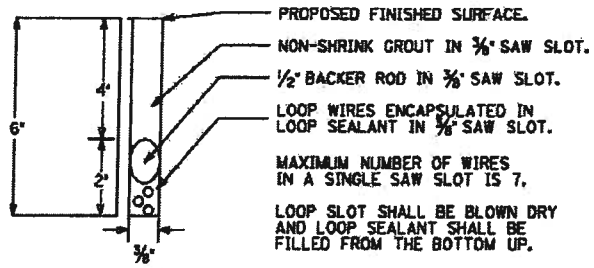 PROPOSED FINISHED SURFACE.
NON-SHRINK GROUT IN 3/8" SAW SLOT.
1/2" BACKER ROD IN 3/8" SAW SLOT.
LOOP WIRES ENCAPSULATED IN
LOOP SEALANT IN 3/8" SAW SLOT.
MAXIMUM NUMBER OF WIRES
IN A SINGLE SAW SLOT IS 7.
LOOP SLOT SHALL BE BLOWN DRY
AND LOOP SEALANT SHALL BE
FILLED FROM THE BOTTOM UP.
4"
6"
2"
3/8"